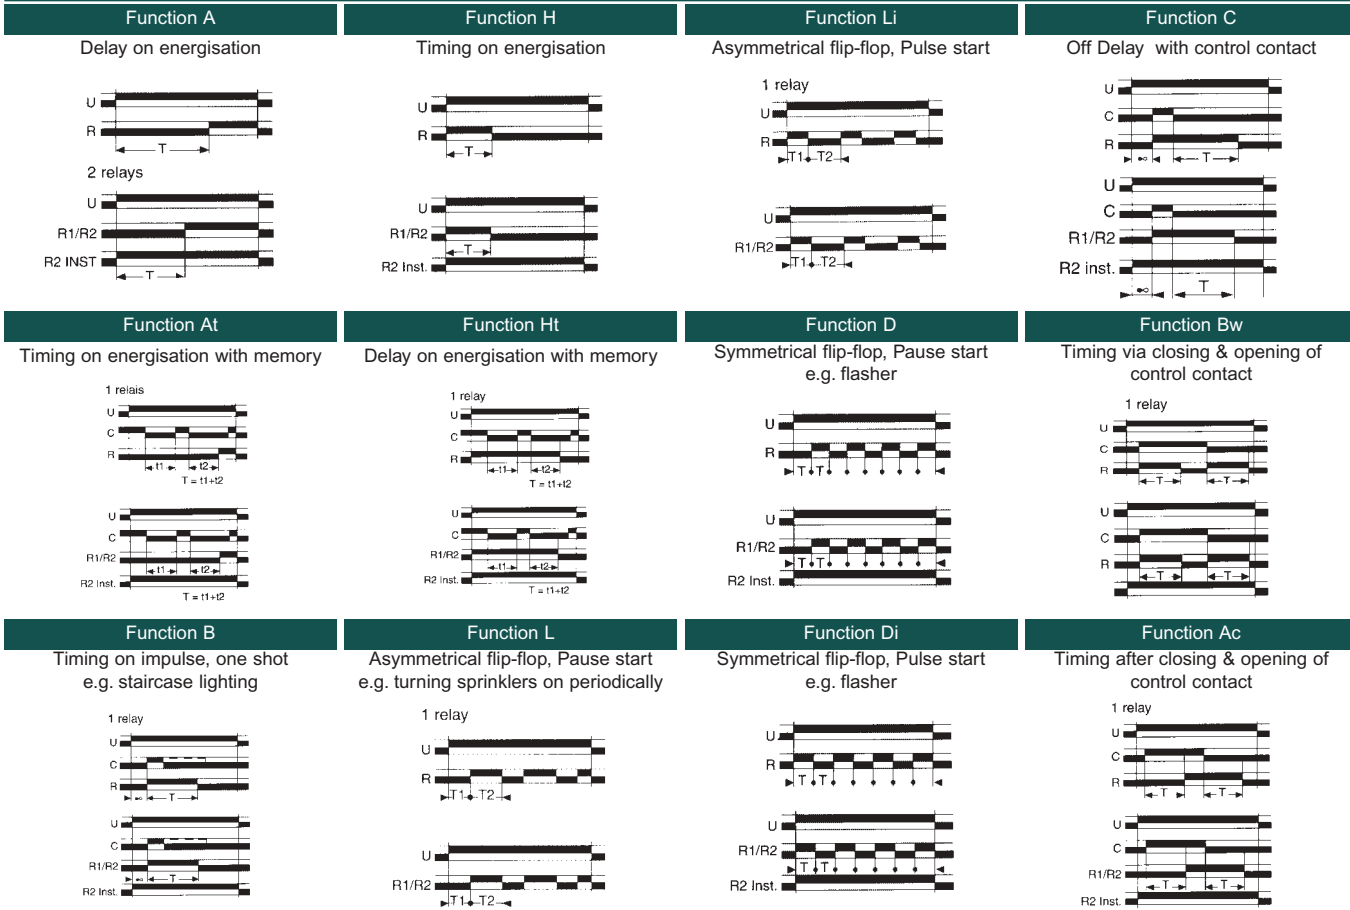 Function A
Delay on energisation
U
R
T
2 relays
U
R1/R2
R2 INST
T
Function H
Timing on energisation
U
R
T
U
R1/R2
T
R2 Inst.
Function Li
Asymmetrical flip-flop, Pulse start
1 relay
U
R
T1 T2
U
R1/R2
T1 T2
Function C
Off Delay with control contact
U
C
R
∞ T
U
C
R1/R2
R2 inst.
∞ T
Function At
Timing on energisation with memory
1 relais
U
C
R
t1 t2
T = t1+t2
U
C
R1/R2
t1 t2
R2 Inst.
T = t1+t2
Function Ht
Delay on energisation with memory
1 relay
U
C
R
t1 t2
T = t1+t2
U
C
R1/R2
t1 t2
R2 Inst.
T = t1+t2
Function D
Symmetrical flip-flop, Pause start
e.g. flasher
U
R
T T
U
R1/R2
T T
R2 Inst.
Function Bw
Timing via closing & opening of
control contact
1 relay
U
C
R
T T
U
C
R
T T
Function B
Timing on impulse, one shot
e.g. staircase lighting
1 relay
U
C
R
∞ T
U
C
R1/R2
∞ T
R2 Inst.
Function L
Asymmetrical flip-flop, Pause start
e.g. turning sprinklers on periodically
1 relay
U
R
T1 T2
U
R1/R2
T1 T2
Function Di
Symmetrical flip-flop, Pulse start
e.g. flasher
U
R
T T
U
R1/R2
T T
R2 Inst.
Function Ac
Timing after closing & opening of
control contact
1 relay
U
C
R
T T
U
C
R1/R2
T T
R2 Inst.